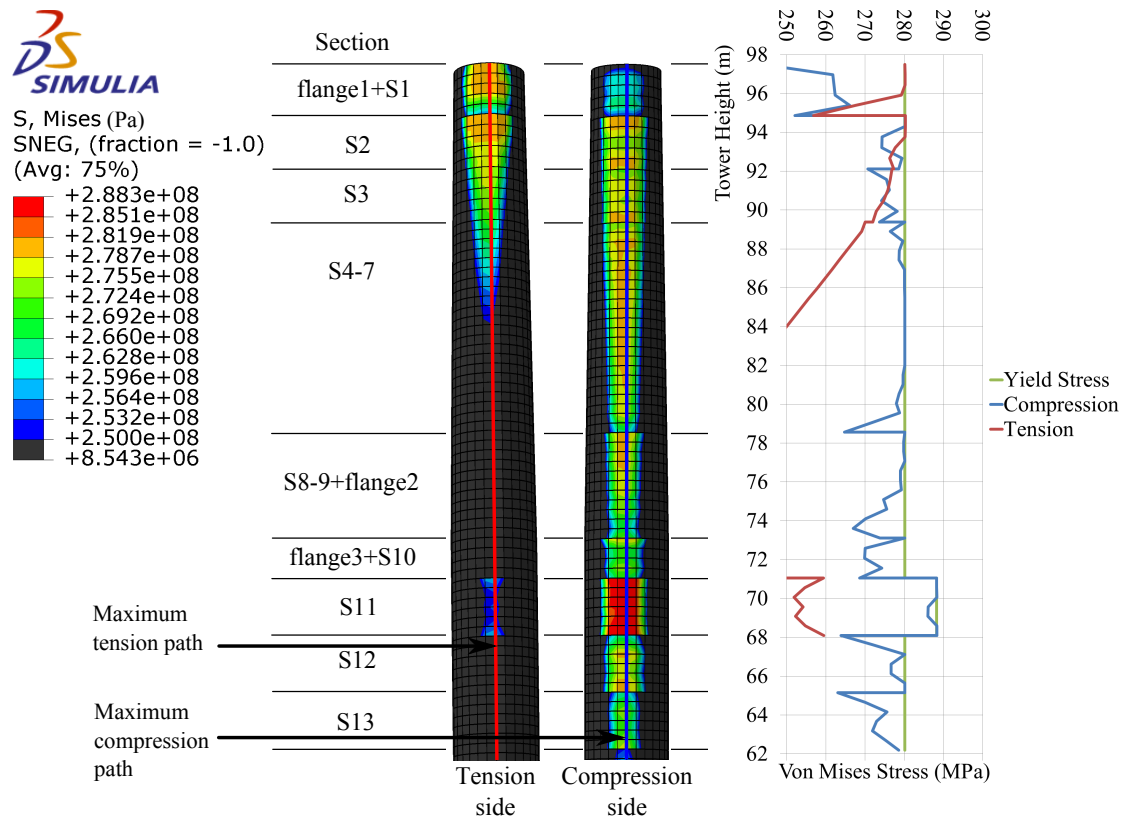 SIMULIA
S, Mises (Pa)
SNEG, (fraction = -1.0)
(Avg: 75%)
+2.883e+08
+2.851e+08
+2.819e+08
+2.787e+08
+2.755e+08
+2.724e+08
+2.692e+08
+2.660e+08
+2.628e+08
+2.596e+08
+2.564e+08
+2.532e+08
+2.500e+08
+8.543e+06
Section
flange1+S1
S2
S3
S4-7
S8-9+flange2
flange3+S10
S11
S12
S13
Maximum
tension path
Maximum
compression
path
Tension
side
Compression
side
250
260
270
280
290
300
Tower Height (m)
98
96
94
92
90
88
86
84
82
80
78
76
74
72
70
68
66
64
62
Von Mises Stress (MPa)
Yield Stress
Compression
Tension